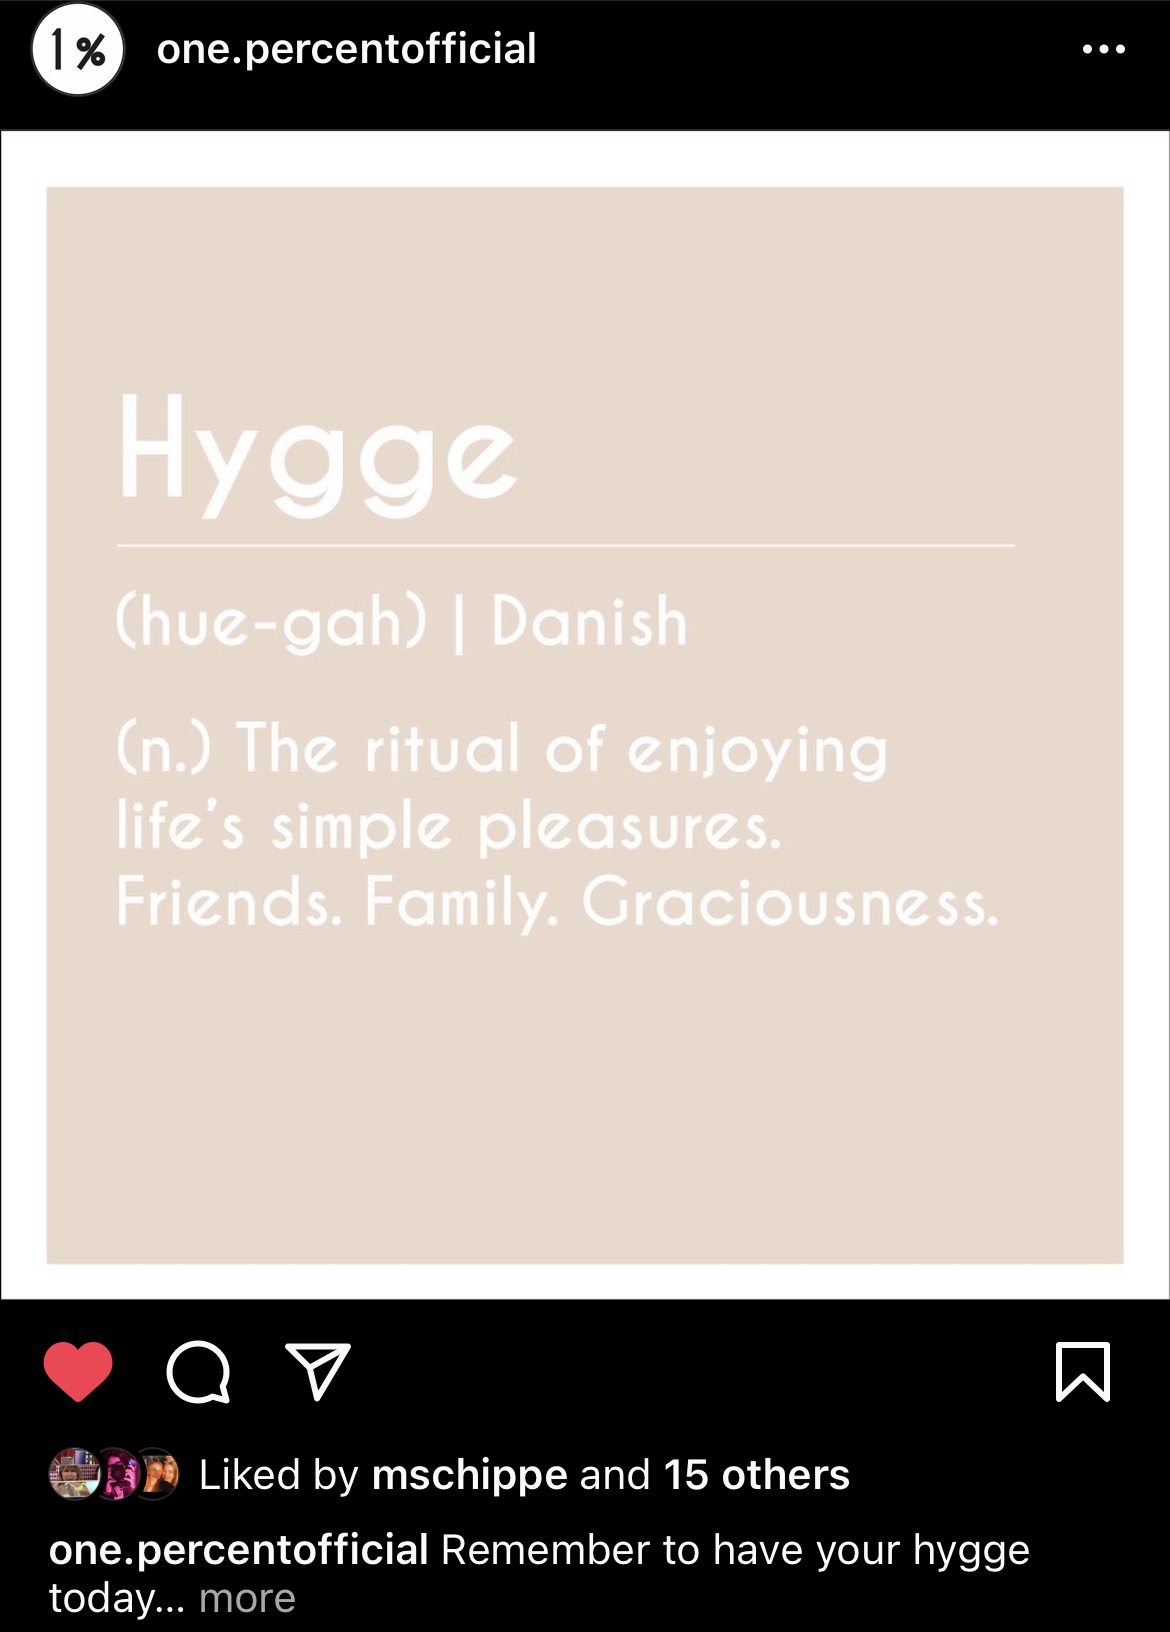 1%
one.percentofficial
Hygge
(hue-gah) | Danish
(n.) The ritual of enjoying
life's simple pleasures.
Friends. Family. Graciousness.
Liked by mschippe and 15 others
one.percentofficial Remember to have your hygge
today... more